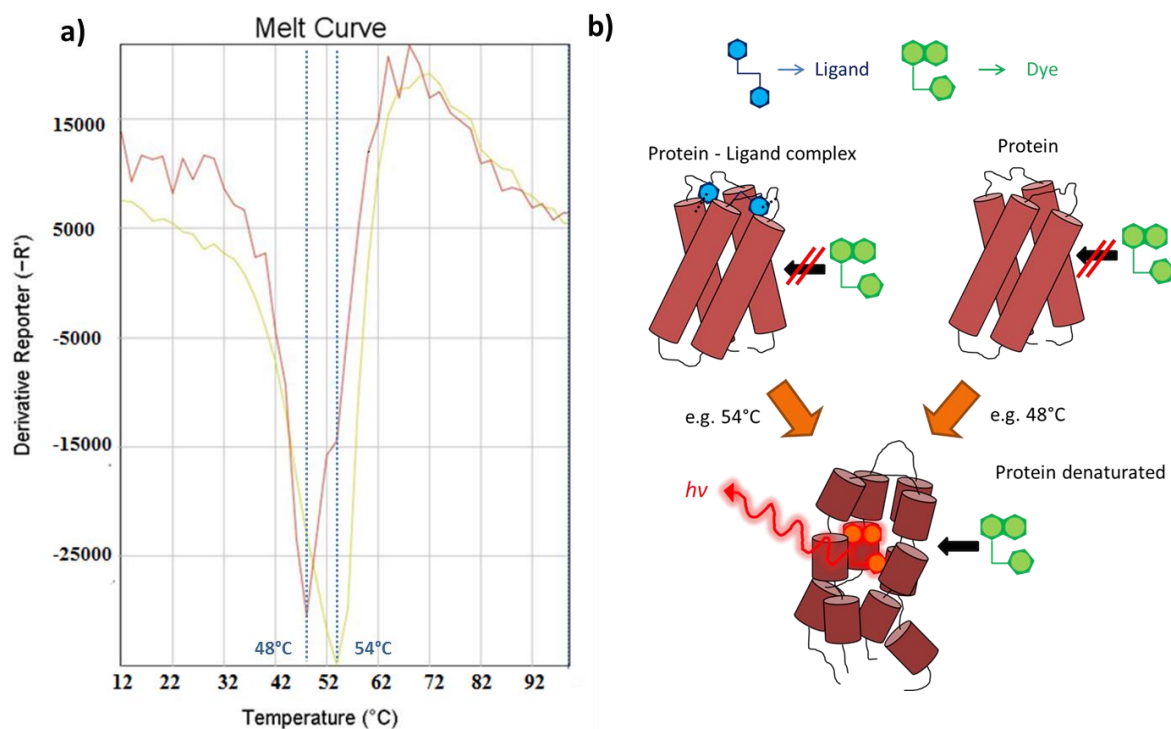 a)
Melt Curve
Derivative Reporter (−R')
15000
5000
-5000
-15000
-25000
48°C
54°C
12 22 32 42 52 62 72 82 92
Temperature (°C)
b)
Ligand
Dye
Protein - Ligand complex
Protein
e.g. 54°C
e.g. 48°C
Protein denaturated
hv